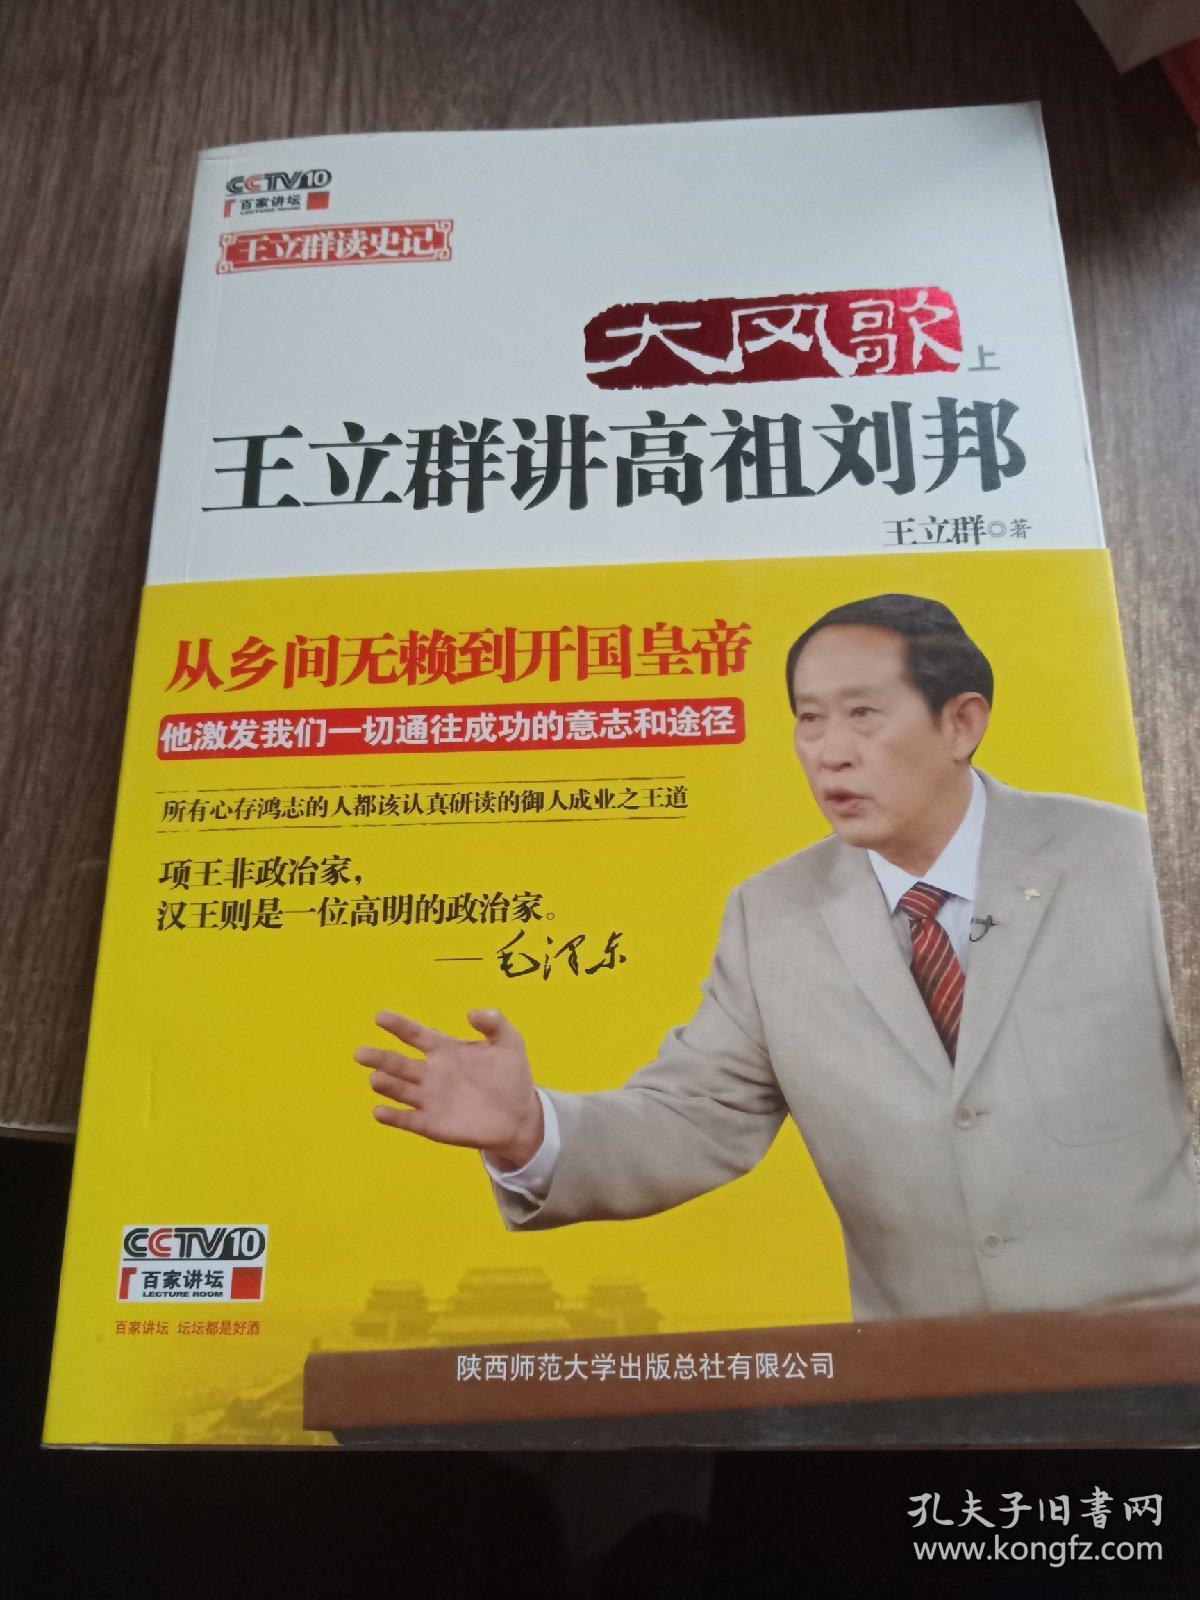 CCTV10
百家讲坛
LECTURE ROOM
王立群读史记
大风歌 上
王立群讲高祖刘邦
王立群◎著
从乡间无赖到开国皇帝
他激发我们一切通往成功的意志和途径
所有心存鸿志的人都该认真研读的御人成业之王道
项王非政治家，
汉王则是一位高明的政治家。
——毛泽东
CCTV10
百家讲坛
LECTURE ROOM
百家讲坛 坛坛都是好酒
陕西师范大学出版总社有限公司
孔夫子旧书网
www.kongfz.com